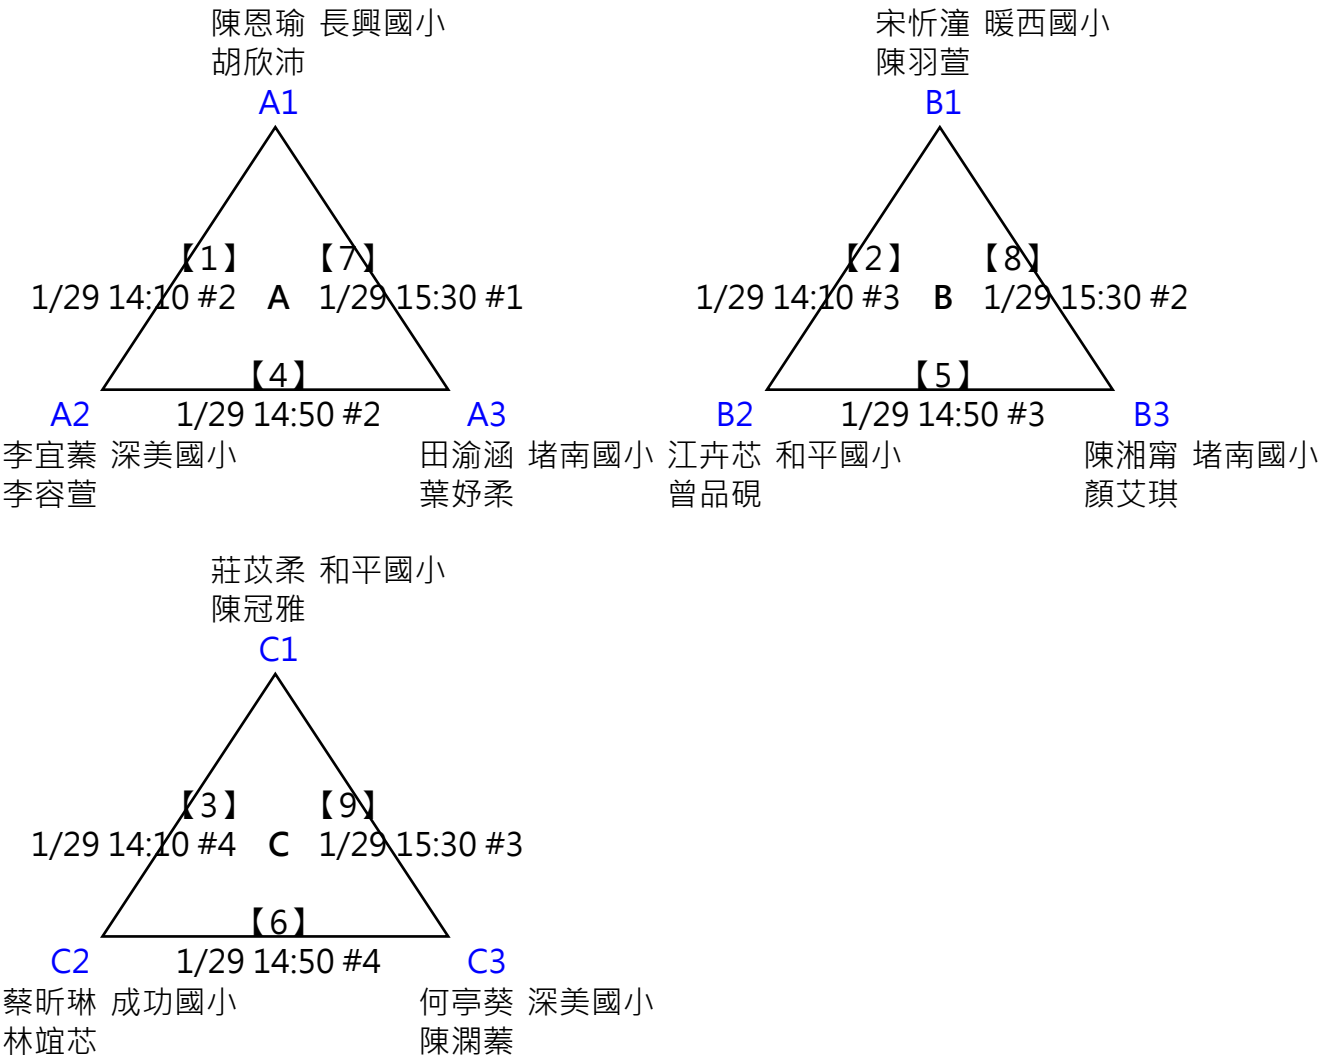 陳恩瑜 長興國小
胡欣沛
A1
【1】 【7】
1/29 14:10 #2 A 1/29 15:30 #1
【4】
A2 1/29 14:50 #2 A3
李宜蓁 深美國小 田渝涵 堵南國小
李容萱 葉妤柔
宋忻潼 暖西國小
陳羽萱
B1
【2】 【8】
1/29 14:10 #3 B 1/29 15:30 #2
【5】
B2 1/29 14:50 #3 B3
江卉芯 和平國小 陳湘甯 堵南國小
曾品硯 顏艾琪
莊苡柔 和平國小
陳冠雅
C1
【3】 【9】
1/29 14:10 #4 C 1/29 15:30 #3
【6】
C2 1/29 14:50 #4 C3
蔡昕琳 成功國小 何亭葵 深美國小
林竩芯 陳澖蓁